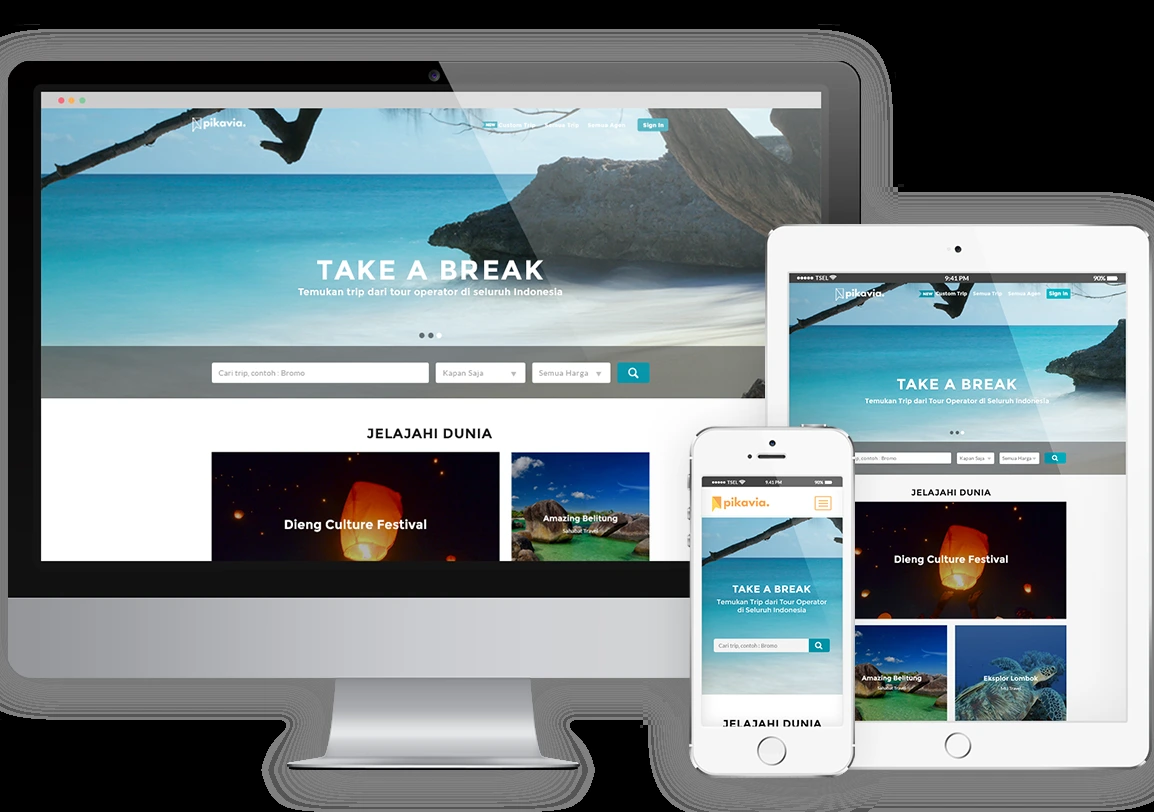 pikavia.
NEW Custom Trip Semua Trip Semua Agen Sign In
TAKE A BREAK
Temukan trip dari tour operator di seluruh Indonesia
Cari trip, contoh : Bromo
Kapan Saja
Semua Harga
JELAJAHI DUNIA
Dieng Culture Festival
Amazing Belitung
Sahabat Travel
TSEL 9:41 PM 90%
pikavia.
NEW Custom Trip Semua Trip Semua Agen Sign In
TAKE A BREAK
Temukan Trip dari Tour Operator di Seluruh Indonesia
contoh : Bromo
Kapan Saja
Semua Harga
JELAJAHI DUNIA
Dieng Culture Festival
Amazing Belitung
Sahabat Travel
Eksplor Lombok
TSEL 9:41 PM 90%
pikavia.
TAKE A BREAK
Temukan Trip dari Tour Operator
di Seluruh Indonesia
Cari trip, contoh : Bromo
JELAJAHI DUNIA